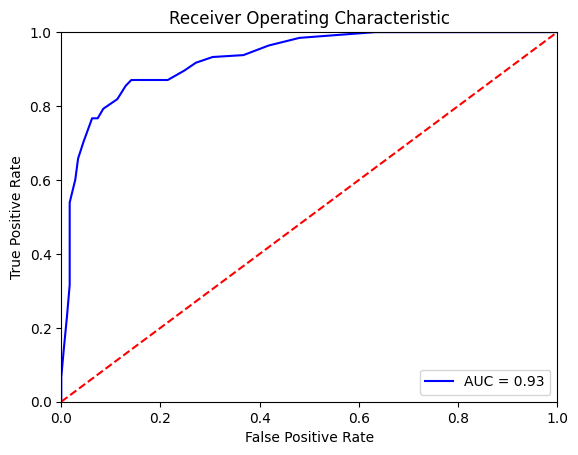 Receiver Operating Characteristic
1.0
0.8
0.6
0.4
0.2
0.0
True Positive Rate
AUC = 0.93
0.0 0.2 0.4 0.6 0.8 1.0
False Positive Rate